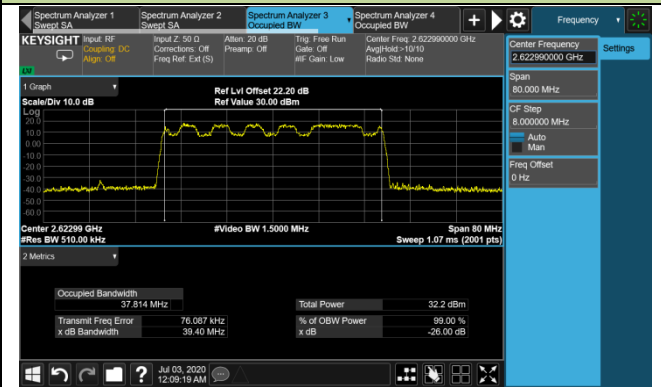 Spectrum Analyzer 1
Swept SA
Spectrum Analyzer 2
Swept SA
Spectrum Analyzer 3
Occupied BW
Spectrum Analyzer 4
Occupied BW
Frequency
KEYSIGHT
Input: RF
Coupling: DC
Align: Off
Input Z: 50 Ω
Corrections: Off
Freq Ref: Ext (S)
Atten: 20 dB
Preamp: Off
Trig: Free Run
Gate: Off
#IF Gain: Low
Center Freq: 2.622990000 GHz
Avg|Hold:>10/10
Radio Std: None
Center Frequency
2.622990000 GHz
Settings
Span
80.000 MHz
CF Step
8.000000 MHz
Auto
Man
Freq Offset
0 Hz
1 Graph
Ref Lvl Offset 22.20 dB
Scale/Div 10.0 dB
Ref Value 30.00 dBm
Log
20.0
10.0
0.00
-10.0
-20.0
-30.0
-40.0
-50.0
-60.0
Center 2.62299 GHz
#Video BW 1.5000 MHz
Span 80 MHz
#Res BW 510.00 kHz
Sweep 1.07 ms (2001 pts)
2 Metrics
Occupied Bandwidth
37.814 MHz
Total Power
32.2 dBm
Transmit Freq Error
76.087 kHz
% of OBW Power
99.00 %
x dB Bandwidth
39.40 MHz
x dB
-26.00 dB
Jul 03, 2020
12:09:19 AM